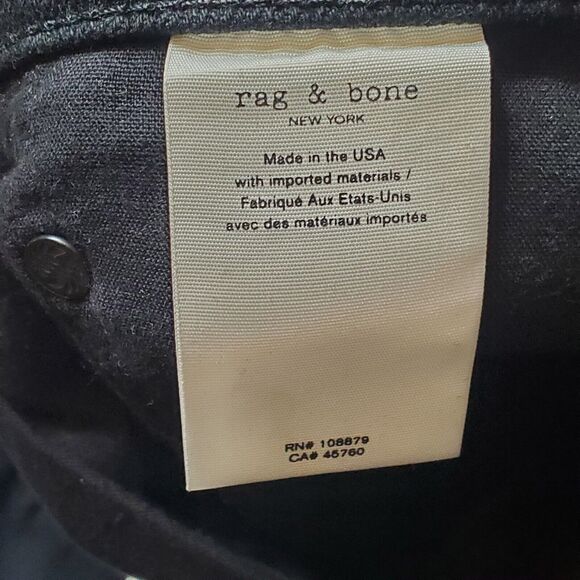 rag & bone
NEW YORK
Made in the USA
with imported materials /
Fabriqué Aux Etats-Unis
avec des matériaux importés
RN# 108879
CA# 45760